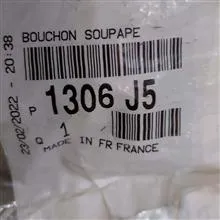 BOUCHON SOUPAPE
P 1306 J5
Q 1
MADE IN FR FRANCE
23/02/2022 - 20:38